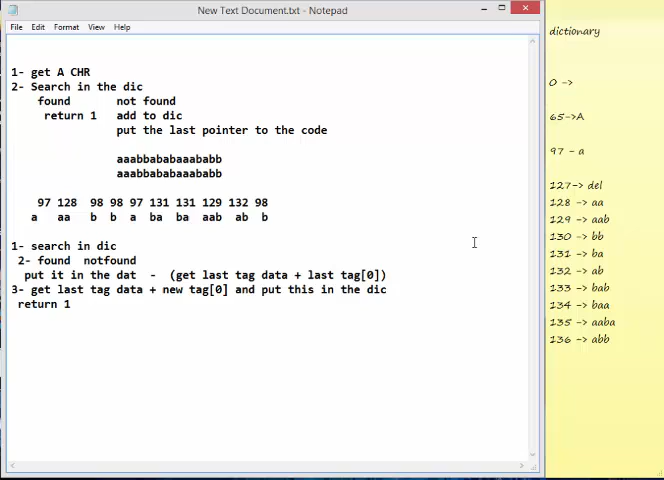 New Text Document.txt - Notepad
File Edit Format View Help
1- get A CHR
2- Search in the dic
found not found
return 1 add to dic
put the last pointer to the code
aaabbababaaababb
aaabbababaaababb
97 128 98 98 97 131 131 129 132 98
a aa b b a ba ba aab ab b
1- search in dic
2- found notfound
put it in the dat - (get last tag data + last tag[0])
3- get last tag data + new tag[0] and put this in the dic
return 1
dictionary
0 ->
65->A
97 - a
127-> del
128 -> aa
129 -> aab
130 -> bb
131 -> ba
132 -> ab
133 -> bab
134 -> baa
135 -> aaba
136 -> abb